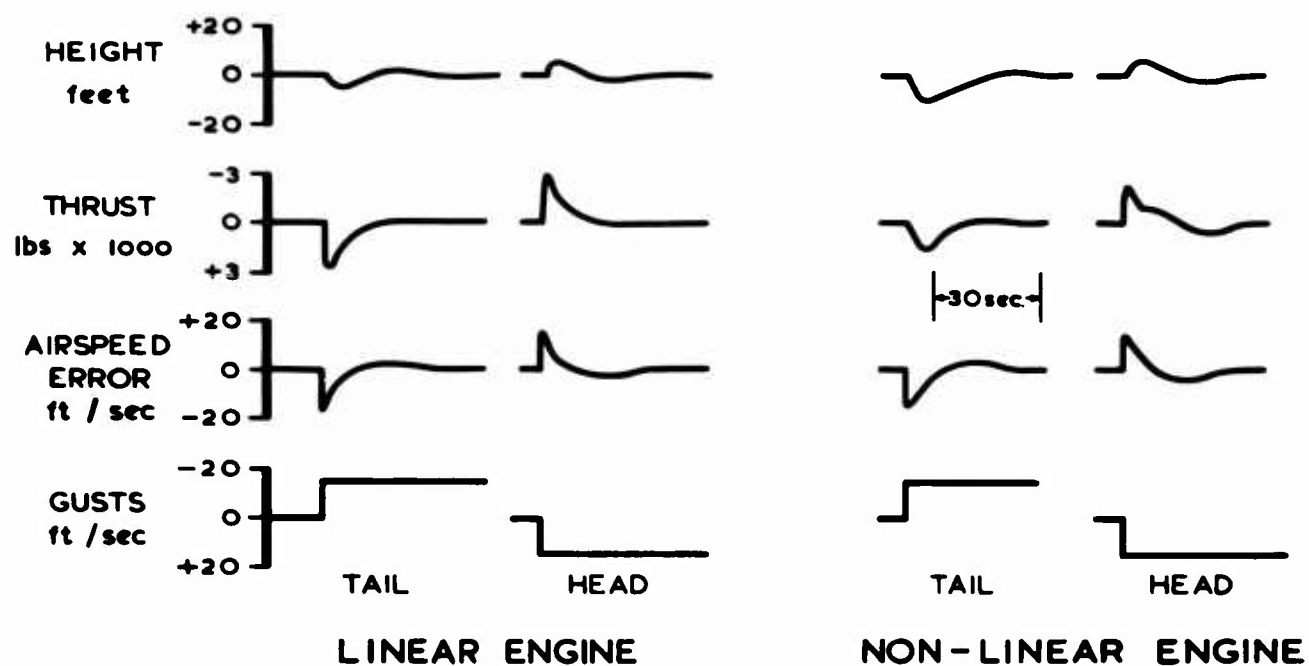 +20
HEIGHT
feet
0
-20
-3
THRUST
lbs x 1000
0
+3
30 sec.
+20
AIRSPEED
ERROR
ft / sec
0
-20
-20
GUSTS
ft / sec
0
+20
TAIL HEAD TAIL HEAD
LINEAR ENGINE NON-LINEAR ENGINE